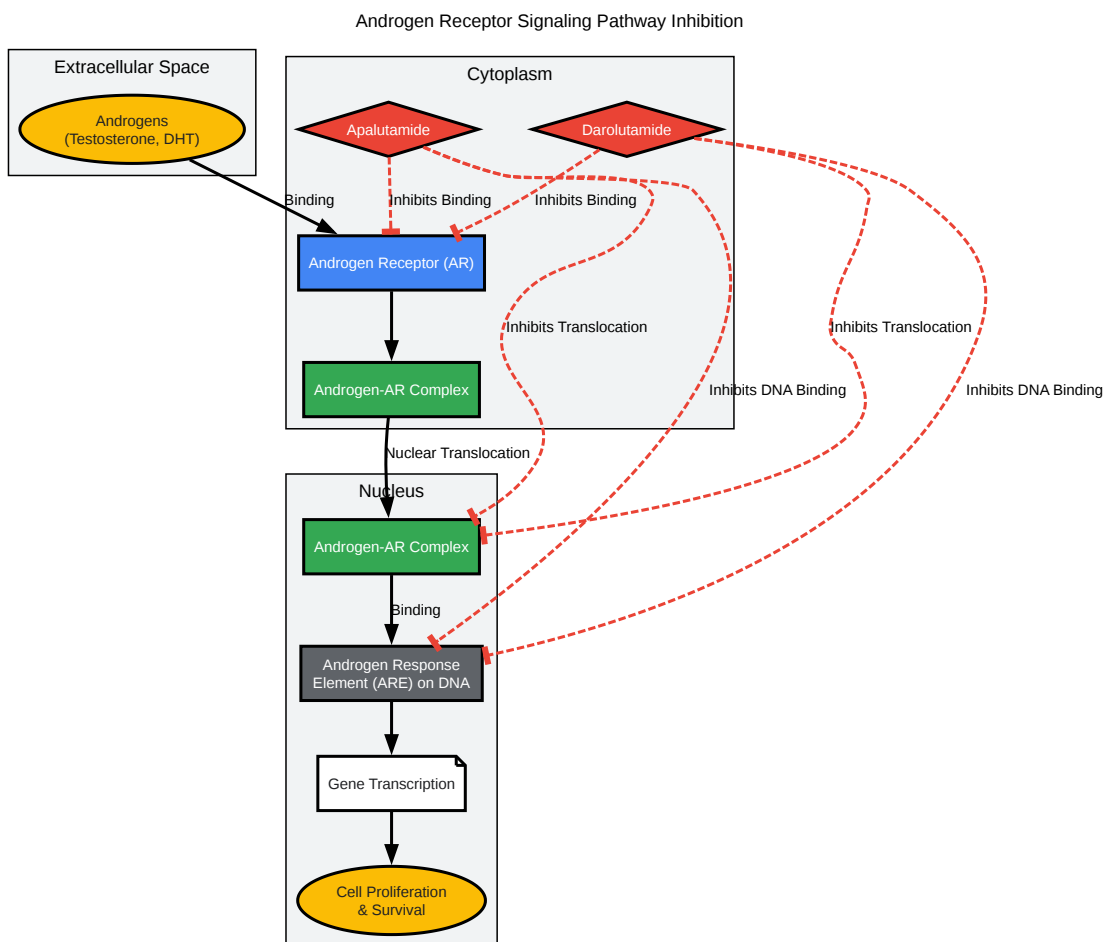 Androgen Receptor Signaling Pathway Inhibition
Extracellular Space
Cytoplasm
Androgens
(Testosterone, DHT)
Apalutamide
Darolutamide
Binding
Inhibits Binding
Inhibits Binding
Androgen Receptor (AR)
Inhibits Translocation
Inhibits Translocation
Androgen-AR Complex
Inhibits DNA Binding
Inhibits DNA Binding
Nuclear Translocation
Nucleus
Androgen-AR Complex
Binding
Androgen Response
Element (ARE) on DNA
Gene Transcription
Cell Proliferation
& Survival